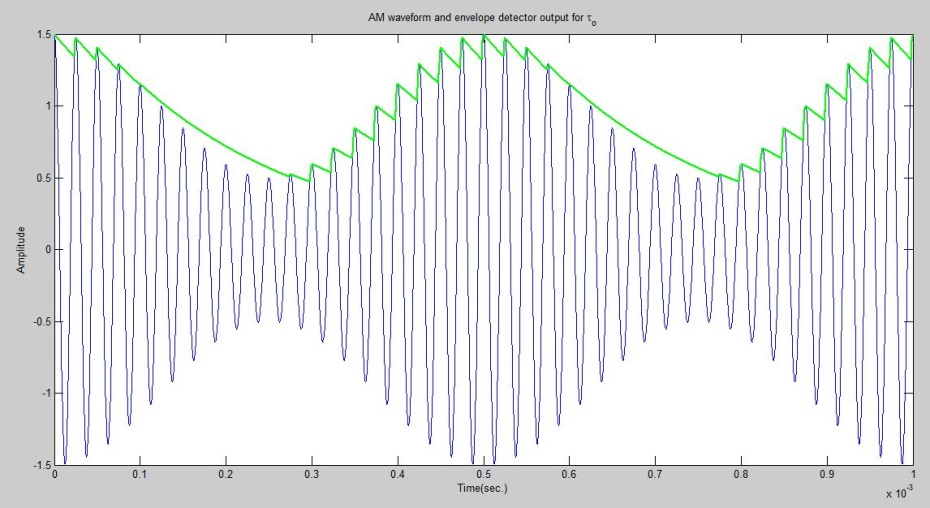 AM waveform and envelope detector output for τo
1.5
1
0.5
0
-0.5
-1
-1.5
Amplitude
0 0.1 0.2 0.3 0.4 0.5 0.6 0.7 0.8 0.9 1
Time(sec.)
x 10-3